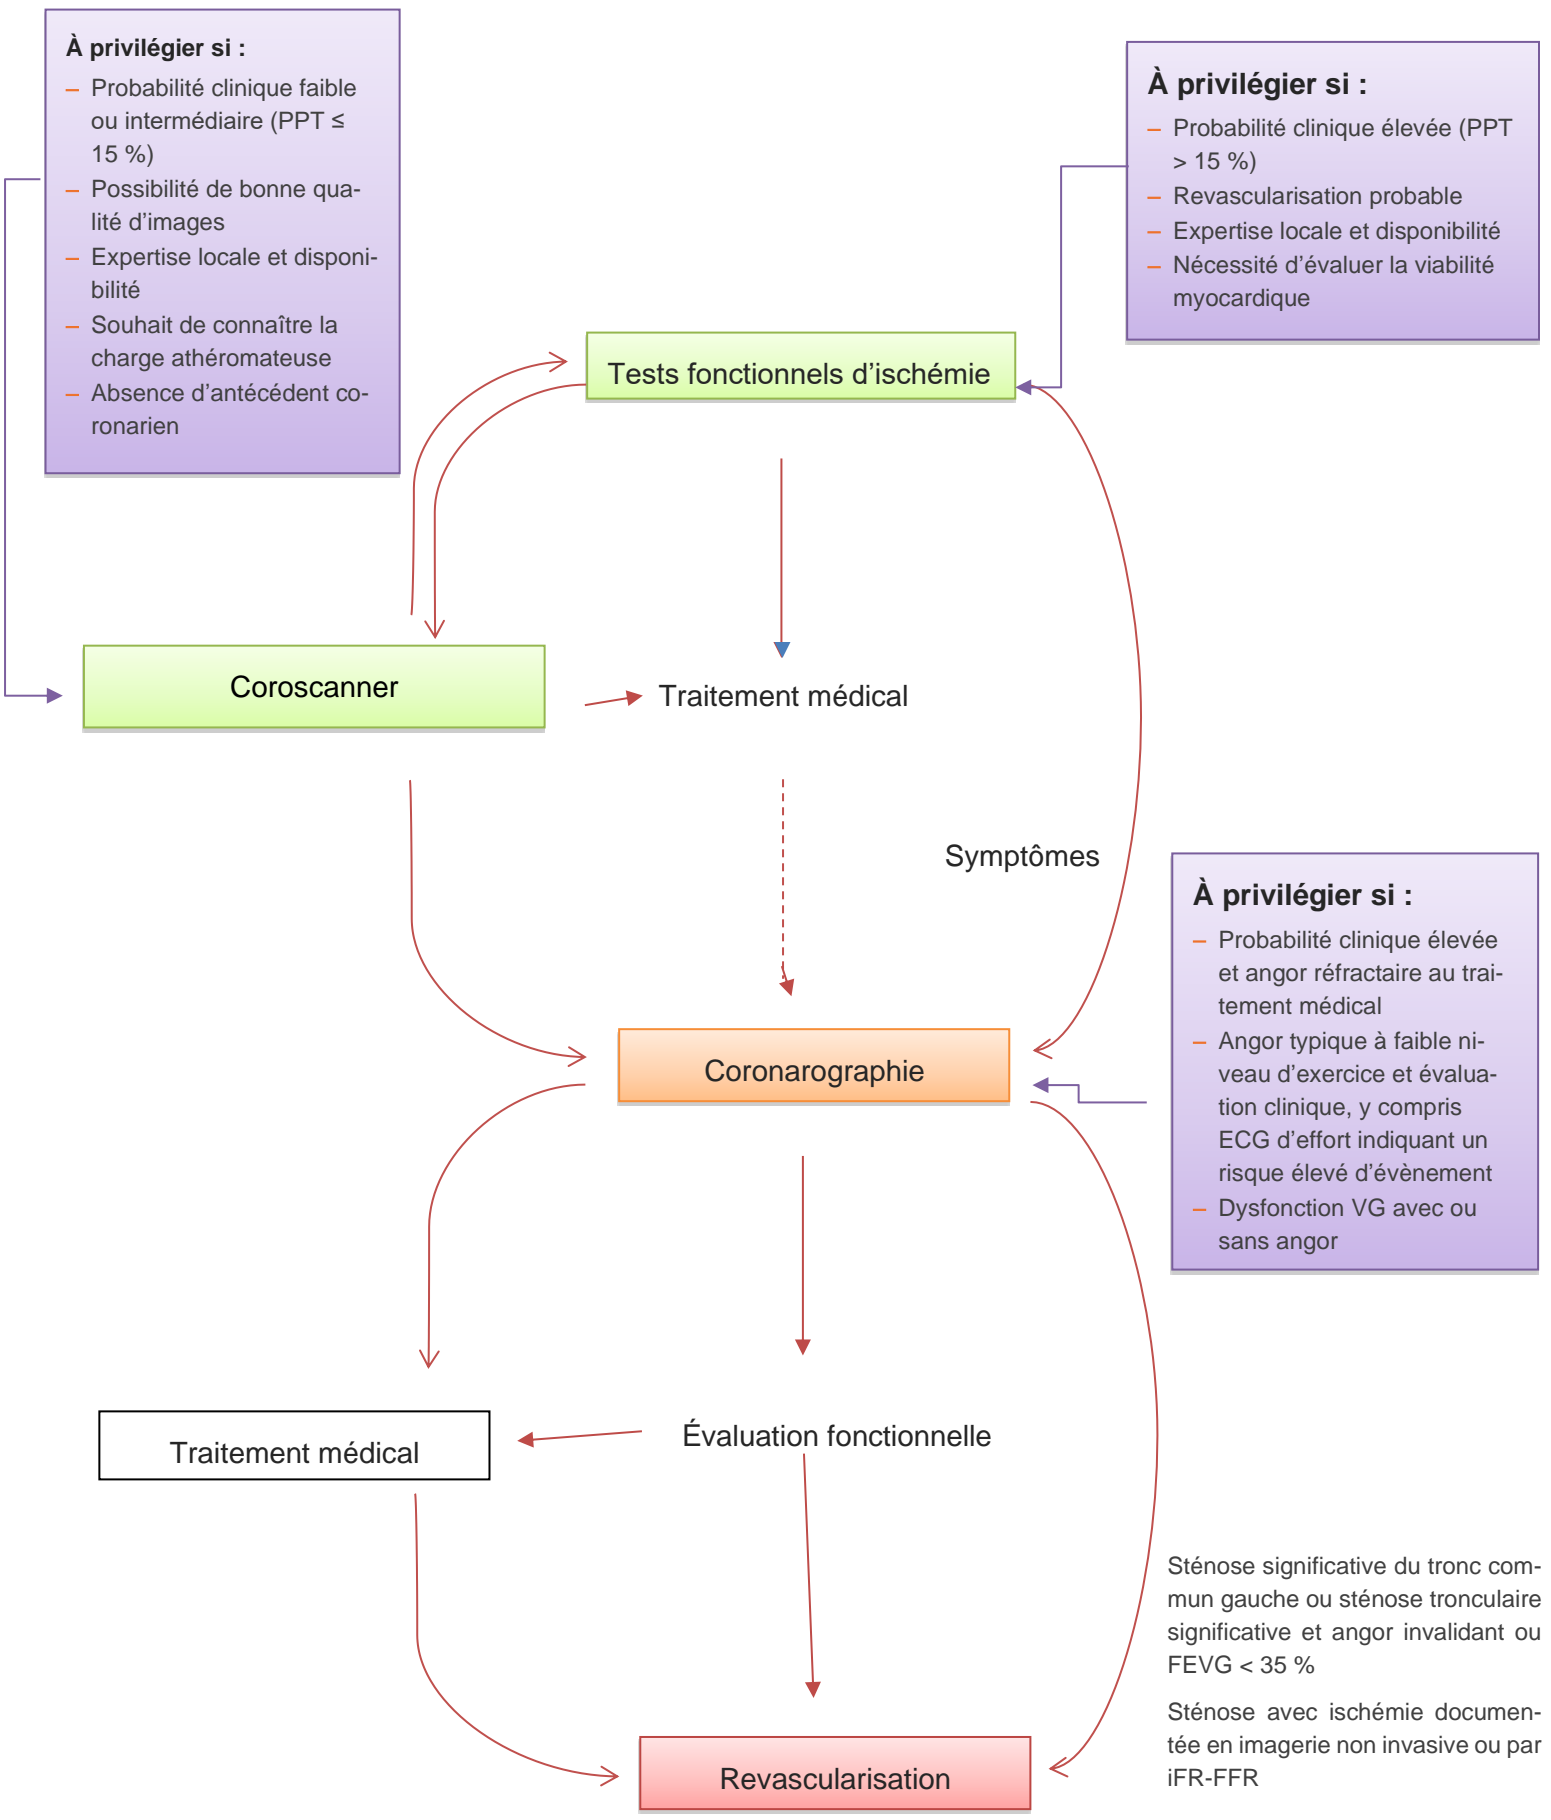 À privilégier si :
– Probabilité clinique faible
ou intermédiaire (PPT ≤
15 %)
– Possibilité de bonne qua-
lité d’images
– Expertise locale et disponi-
bilité
– Souhait de connaître la
charge athéromateuse
– Absence d’antécédent co-
ronarien
À privilégier si :
– Probabilité clinique élevée (PPT
> 15 %)
– Revascularisation probable
– Expertise locale et disponibilité
– Nécessité d’évaluer la viabilité
myocardique
Tests fonctionnels d’ischémie
Coroscanner
Traitement médical
Symptômes
À privilégier si :
– Probabilité clinique élevée
et angor réfractaire au trai-
tement médical
– Angor typique à faible ni-
veau d’exercice et évalua-
tion clinique, y compris
ECG d’effort indiquant un
risque élevé d’évènement
– Dysfonction VG avec ou
sans angor
Coronarographie
Traitement médical
Évaluation fonctionnelle
Sténose significative du tronc com-
mun gauche ou sténose tronculaire
significative et angor invalidant ou
FEVG < 35 %
Sténose avec ischémie documen-
tée en imagerie non invasive ou par
iFR-FFR
Revascularisation